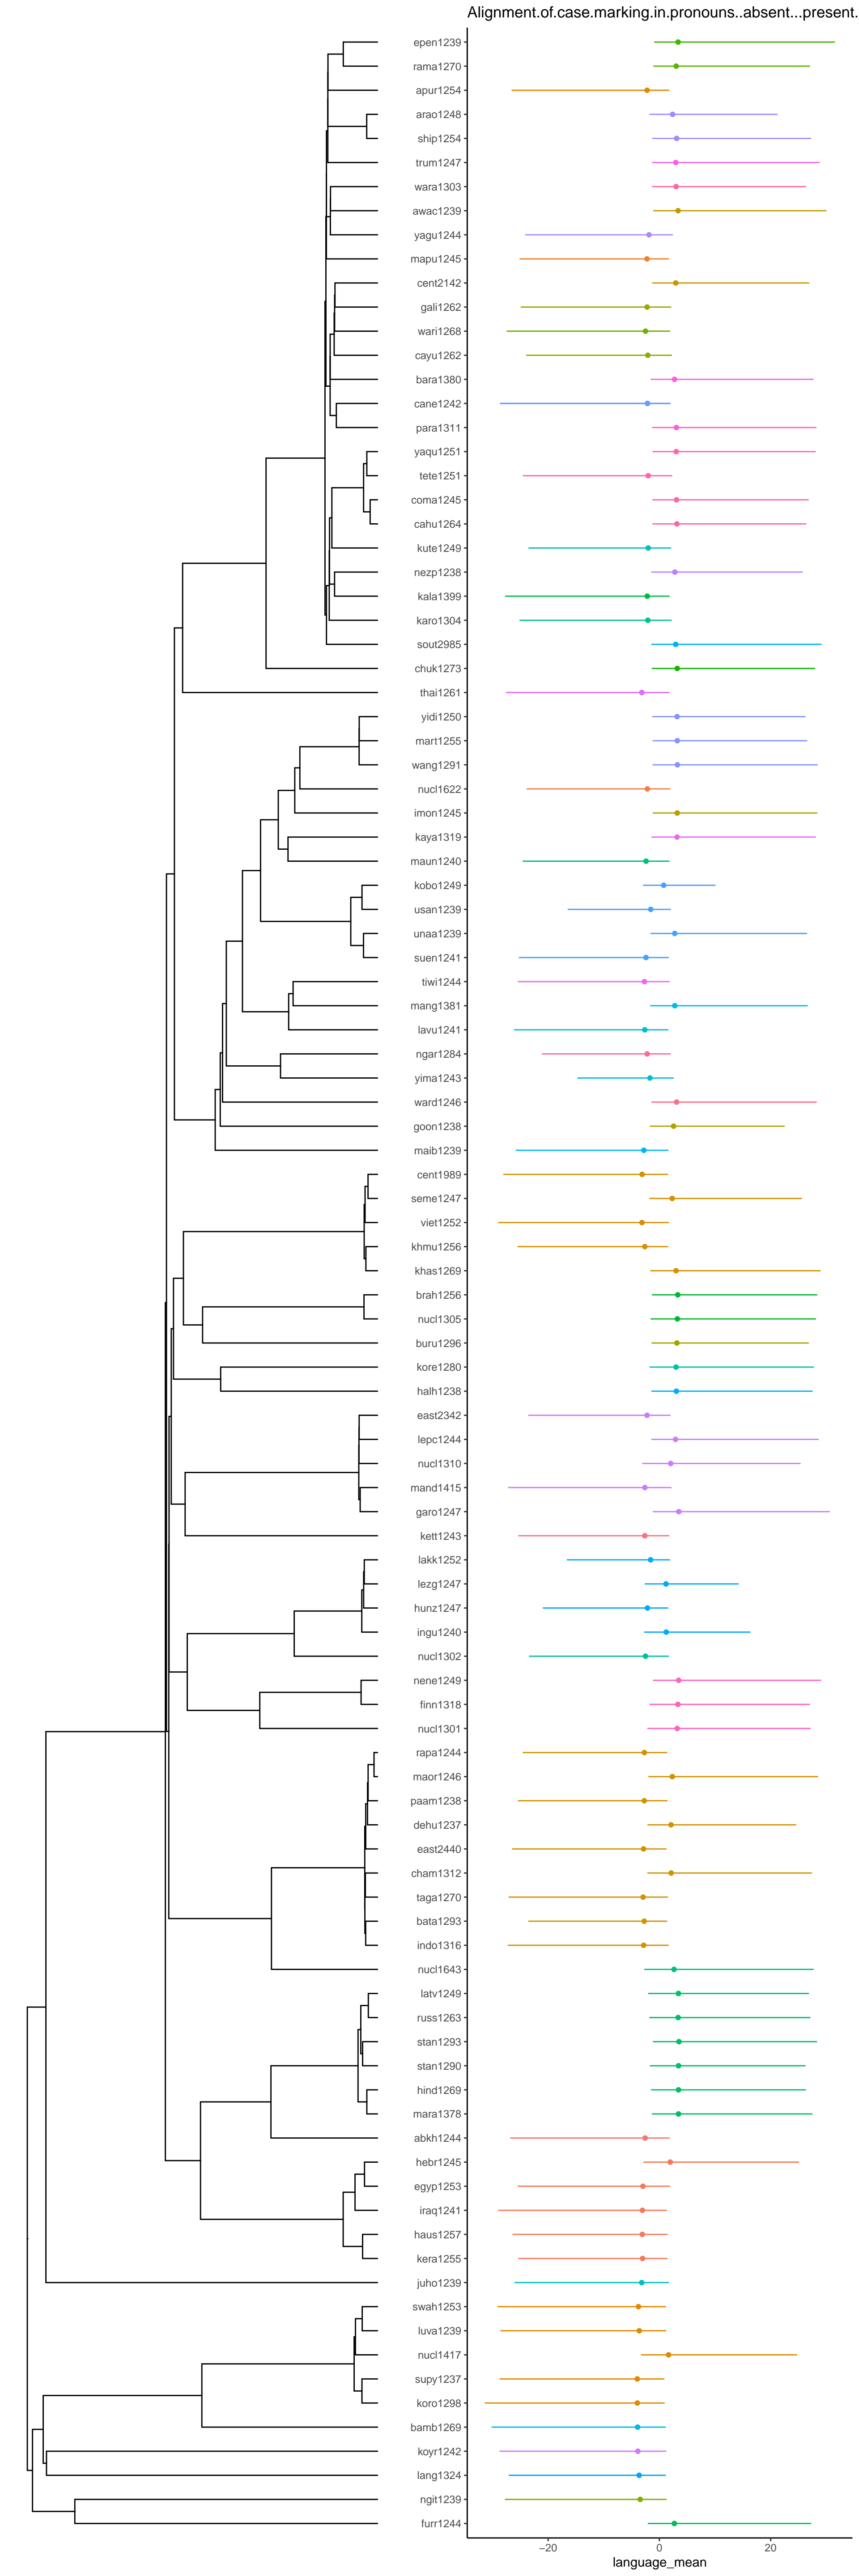 Alignment.of.case.marking.in.pronouns..absent...present.
epen1239
rama1270
apur1254
arao1248
ship1254
trum1247
wara1303
awac1239
yagu1244
mapu1245
cent2142
gali1262
wari1268
cayu1262
bara1380
cane1242
para1311
yaqu1251
tete1251
coma1245
cahu1264
kute1249
nezp1238
kala1399
karo1304
sout2985
chuk1273
thai1261
yidi1250
mart1255
wang1291
nucl1622
imon1245
kaya1319
maun1240
kobo1249
usan1239
unaa1239
suen1241
tiwi1244
mang1381
lavu1241
ngar1284
yima1243
ward1246
goon1238
maib1239
cent1989
seme1247
viet1252
khmu1256
khas1269
brah1256
nucl1305
buru1296
kore1280
halh1238
east2342
lepc1244
nucl1310
mand1415
garo1247
kett1243
lakk1252
lezg1247
hunz1247
ingu1240
nucl1302
nene1249
finn1318
nucl1301
rapa1244
maor1246
paam1238
dehu1237
east2440
cham1312
taga1270
bata1293
indo1316
nucl1643
latv1249
russ1263
stan1293
stan1290
hind1269
mara1378
abkh1244
hebr1245
egyp1253
iraq1241
haus1257
kera1255
juho1239
swah1253
luva1239
nucl1417
supy1237
koro1298
bamb1269
koyr1242
lang1324
ngit1239
furr1244
−20 0 20
language_mean